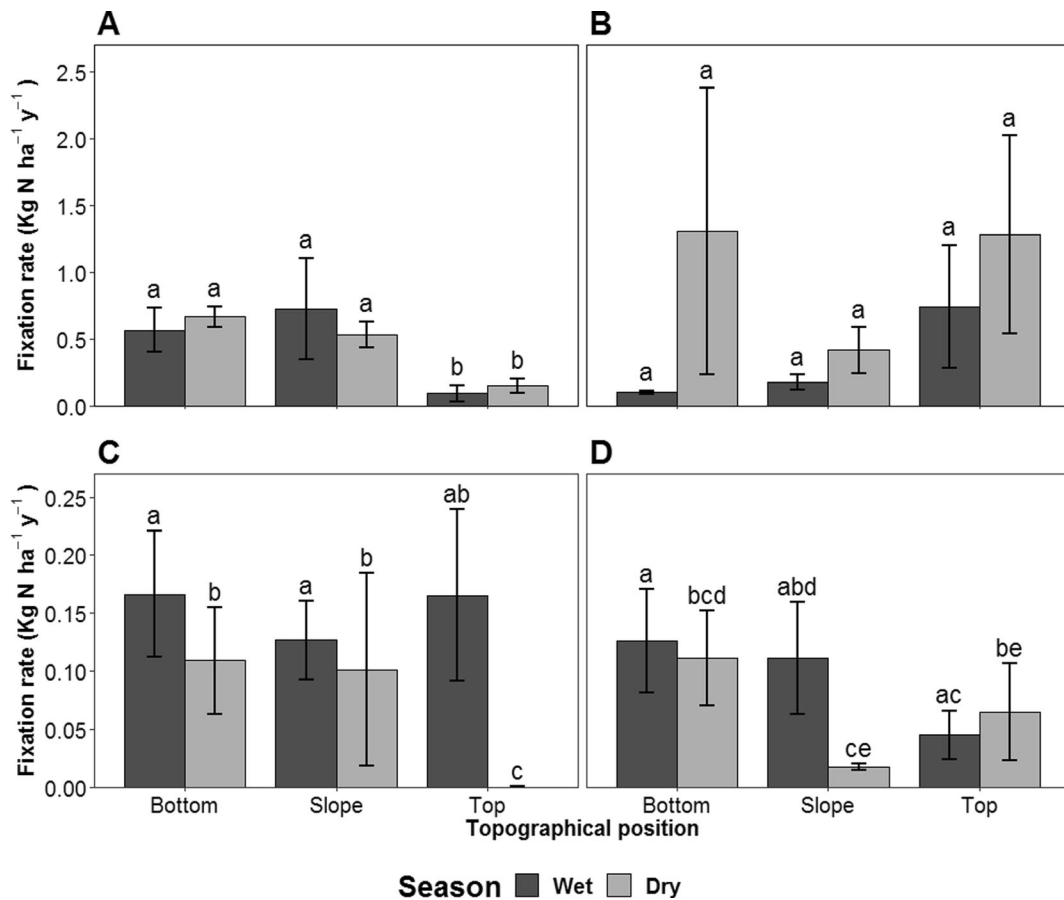 A
B
Fixation rate (Kg N ha⁻¹ y⁻¹)
2.5
2.0
1.5
1.0
0.5
0.0
a a a a b b
a a a a a a
C
D
Fixation rate (Kg N ha⁻¹ y⁻¹)
0.25
0.20
0.15
0.10
0.05
0.00
a b a b ab c
a bcd abd ce ac be
Bottom Slope Top Bottom Slope Top
Topographical position
Season Wet Dry